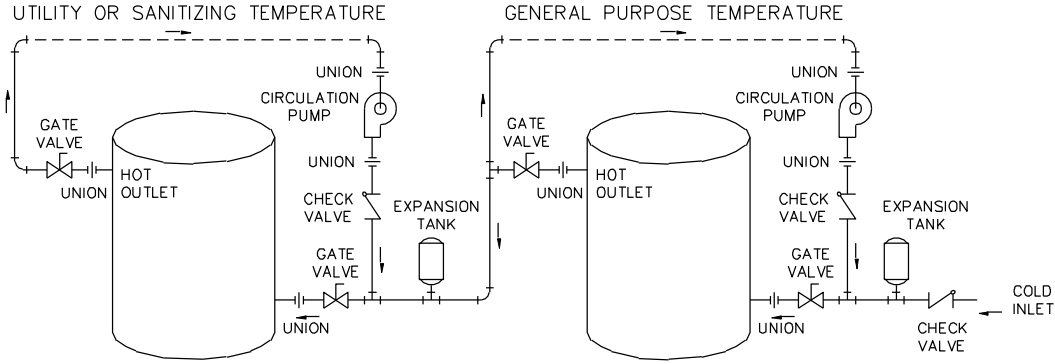 UTILITY OR SANITIZING TEMPERATURE
GENERAL PURPOSE TEMPERATURE
UNION
CIRCULATION
PUMP
GATE
VALVE
UNION
HOT
OUTLET
UNION
CHECK
VALVE
EXPANSION
TANK
GATE
VALVE
UNION
UNION
CIRCULATION
PUMP
GATE
VALVE
UNION
HOT
OUTLET
UNION
CHECK
VALVE
EXPANSION
TANK
GATE
VALVE
UNION
COLD
INLET
CHECK
VALVE